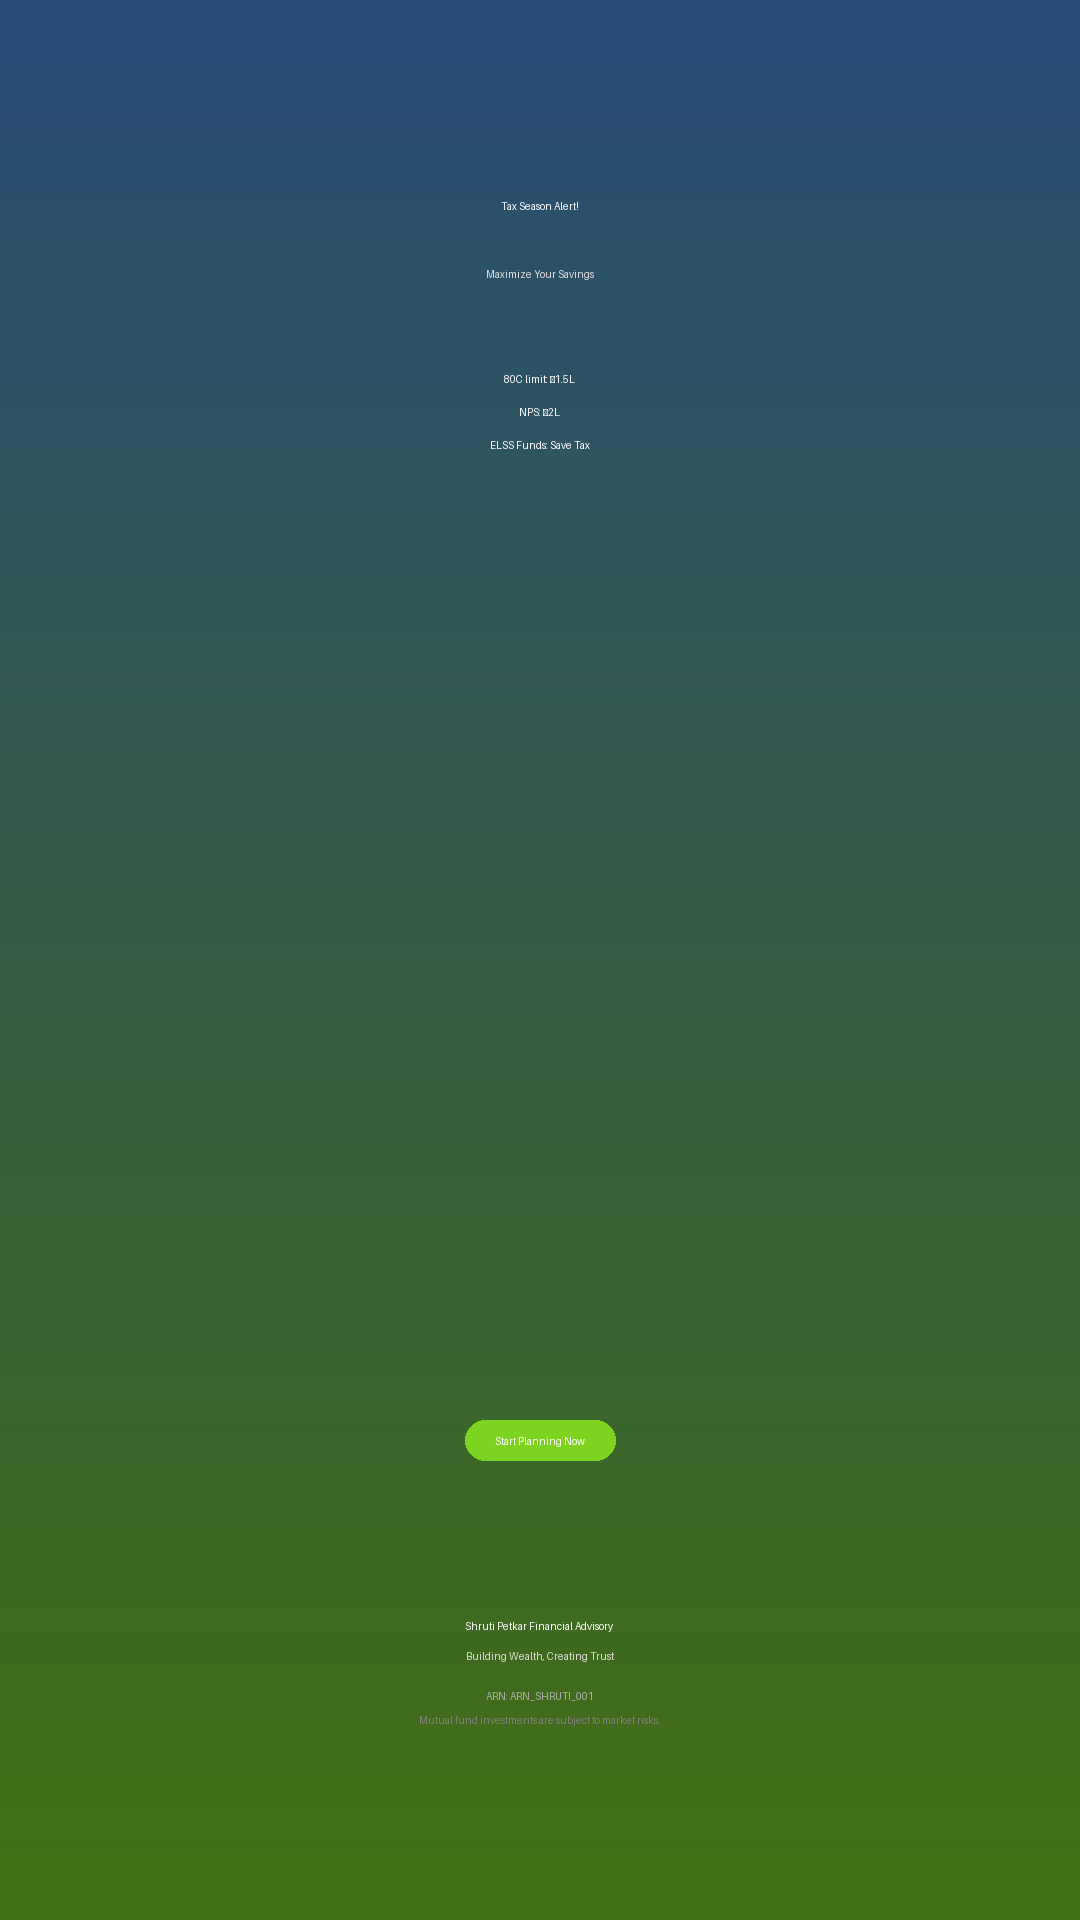 Tax Season Alert!
Maximize Your Savings
80C limit: 1.5L
NPS: 2L
ELSS Funds: Save Tax
Start Planning Now
Shruti Petkar Financial Advisory
Building Wealth, Creating Trust
ARN: ARN_SHRUTI_001
Mutual fund investments are subject to market risks.